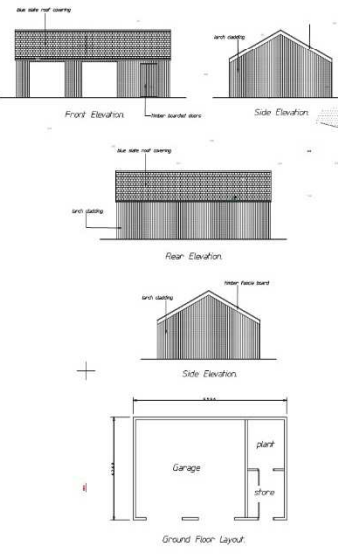 blue slate roof covering
larch cladding
Front Elevation.
timber boarded doors
Side Elevation.
blue slate roof covering
larch cladding
Rear Elevation.
timber fascia board
larch cladding
Side Elevation.
Garage
plant
store
Ground Floor Layout.